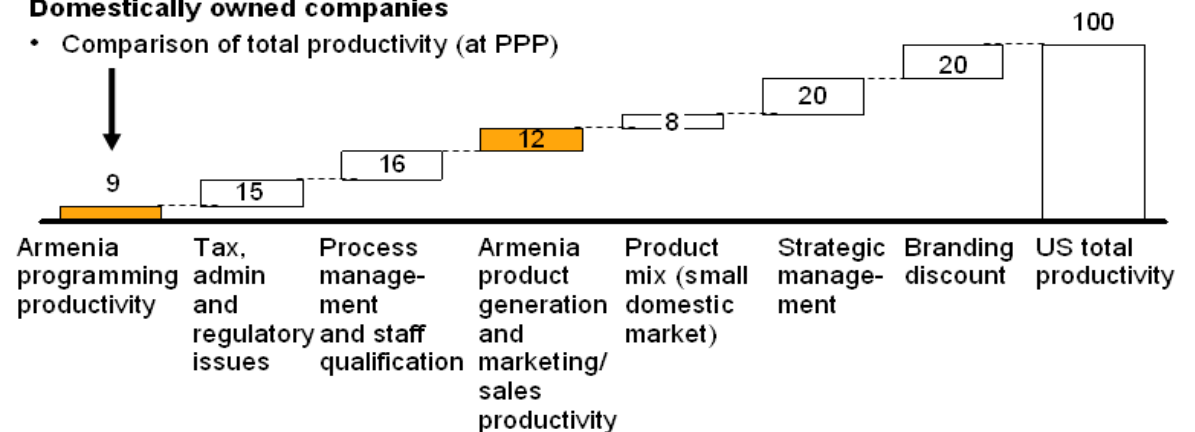 Domestically owned companies
• Comparison of total productivity (at PPP)
100
20
20
8
12
16
15
9
Armenia
programming
productivity
Tax,
admin
and
regulatory
issues
Process
manage-
ment
and staff
qualification
Armenia
product
generation
and
marketing/
sales
productivity
Product
mix (small
domestic
market)
Strategic
manage-
ment
Branding
discount
US total
productivity